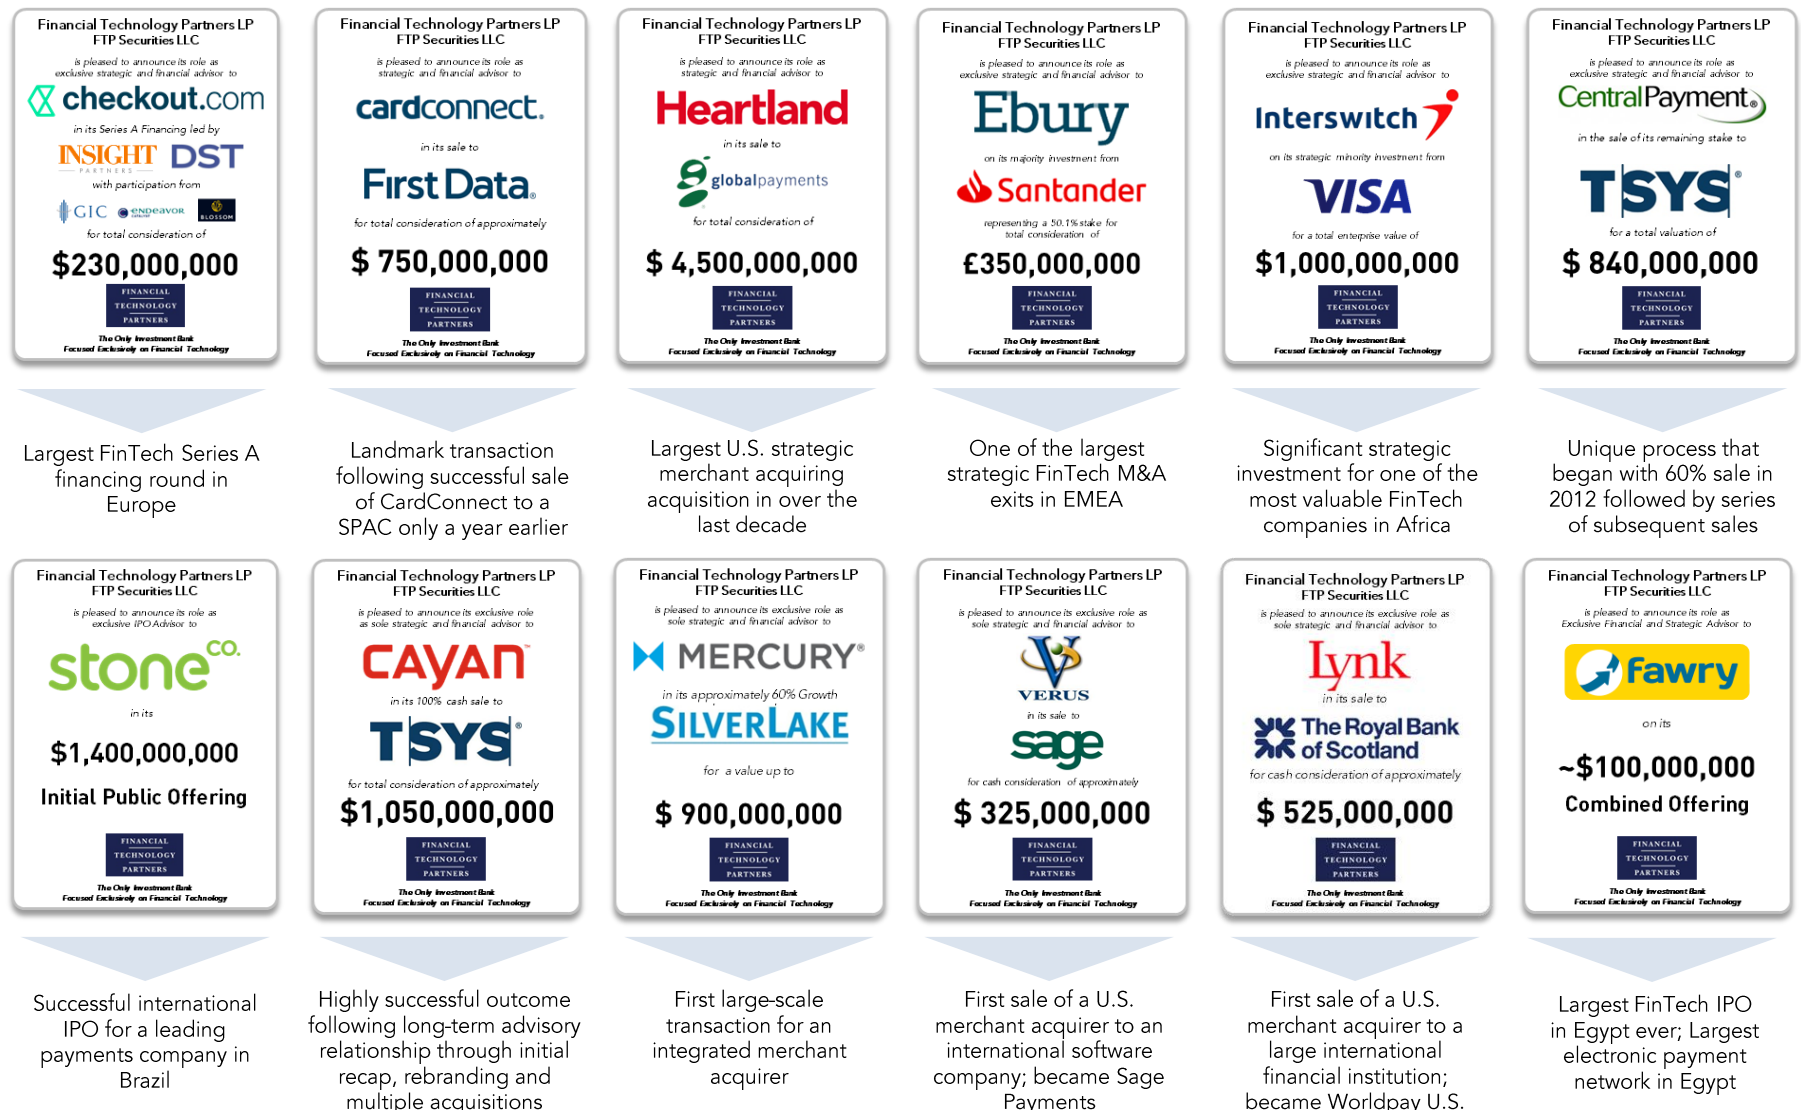 Financial Technology Partners LP
FTP Securities LLC
is pleased to announce its role as
exclusive strategic and financial advisor to
checkout.com
in its Series A Financing led by
INSIGHT
PARTNERS
DST
with participation from
GIC
ENDEAVOR
CATALYST
BLOSSOM
for total consideration of
$230,000,000
FINANCIAL
TECHNOLOGY
PARTNERS
The Only Investment Bank
Focused Exclusively on Financial Technology
Largest FinTech Series A
financing round in
Europe
Financial Technology Partners LP
FTP Securities LLC
is pleased to announce its role as
strategic and financial advisor to
cardconnect.
in its sale to
First Data®
for total consideration of approximately
$ 750,000,000
FINANCIAL
TECHNOLOGY
PARTNERS
The Only Investment Bank
Focused Exclusively on Financial Technology
Landmark transaction
following successful sale
of CardConnect to a
SPAC only a year earlier
Financial Technology Partners LP
FTP Securities LLC
is pleased to announce its role as
strategic and financial advisor to
Heartland
in its sale to
globalpayments
for total consideration of
$ 4,500,000,000
FINANCIAL
TECHNOLOGY
PARTNERS
The Only Investment Bank
Focused Exclusively on Financial Technology
Largest U.S. strategic
merchant acquiring
acquisition in over the
last decade
Financial Technology Partners LP
FTP Securities LLC
is pleased to announce its role as
exclusive strategic and financial advisor to
Ebury
on its majority investment from
Santander
representing a 50.1% stake for
total consideration of
£350,000,000
FINANCIAL
TECHNOLOGY
PARTNERS
The Only Investment Bank
Focused Exclusively on Financial Technology
One of the largest
strategic FinTech M&A
exits in EMEA
Financial Technology Partners LP
FTP Securities LLC
is pleased to announce its role as
exclusive strategic and financial advisor to
Interswitch
on its strategic minority investment from
VISA
for a total enterprise value of
$1,000,000,000
FINANCIAL
TECHNOLOGY
PARTNERS
The Only Investment Bank
Focused Exclusively on Financial Technology
Significant strategic
investment for one of the
most valuable FinTech
companies in Africa
Financial Technology Partners LP
FTP Securities LLC
is pleased to announce its role as
exclusive strategic and financial advisor to
CentralPayment®
in the sale of its remaining stake to
TSYS®
for a total valuation of
$ 840,000,000
FINANCIAL
TECHNOLOGY
PARTNERS
The Only Investment Bank
Focused Exclusively on Financial Technology
Unique process that
began with 60% sale in
2012 followed by series
of subsequent sales
Financial Technology Partners LP
FTP Securities LLC
is pleased to announce its role as
exclusive IPO Advisor to
stone co.
in its
$1,400,000,000
Initial Public Offering
FINANCIAL
TECHNOLOGY
PARTNERS
The Only Investment Bank
Focused Exclusively on Financial Technology
Successful international
IPO for a leading
payments company in
Brazil
Financial Technology Partners LP
FTP Securities LLC
is pleased to announce its exclusive role
as sole strategic and financial advisor to
CAYAN™
in its 100% cash sale to
TSYS®
for total consideration of approximately
$1,050,000,000
FINANCIAL
TECHNOLOGY
PARTNERS
The Only Investment Bank
Focused Exclusively on Financial Technology
Highly successful outcome
following long-term advisory
relationship through initial
recap, rebranding and
multiple acquisitions
Financial Technology Partners LP
FTP Securities LLC
is pleased to announce its exclusive role as
sole strategic and financial advisor to
MERCURY®
in its approximately 60% Growth
SILVERLAKE
for a value up to
$ 900,000,000
FINANCIAL
TECHNOLOGY
PARTNERS
The Only Investment Bank
Focused Exclusively on Financial Technology
First large-scale
transaction for an
integrated merchant
acquirer
Financial Technology Partners LP
FTP Securities LLC
is pleased to announce its exclusive role as
sole strategic and financial advisor to
VERUS
in its sale to
sage
for cash consideration of approximately
$ 325,000,000
FINANCIAL
TECHNOLOGY
PARTNERS
The Only Investment Bank
Focused Exclusively on Financial Technology
First sale of a U.S.
merchant acquirer to an
international software
company; became Sage
Payments
Financial Technology Partners LP
FTP Securities LLC
is pleased to announce its exclusive role as
sole strategic and financial advisor to
Lynk
in its sale to
The Royal Bank
of Scotland
for cash consideration of approximately
$ 525,000,000
FINANCIAL
TECHNOLOGY
PARTNERS
The Only Investment Bank
Focused Exclusively on Financial Technology
First sale of a U.S.
merchant acquirer to a
large international
financial institution;
became Worldpay U.S.
Financial Technology Partners LP
FTP Securities LLC
is pleased to announce its role as
Exclusive Financial and Strategic Advisor to
fawry
on its
~$100,000,000
Combined Offering
FINANCIAL
TECHNOLOGY
PARTNERS
The Only Investment Bank
Focused Exclusively on Financial Technology
Largest FinTech IPO
in Egypt ever; Largest
electronic payment
network in Egypt